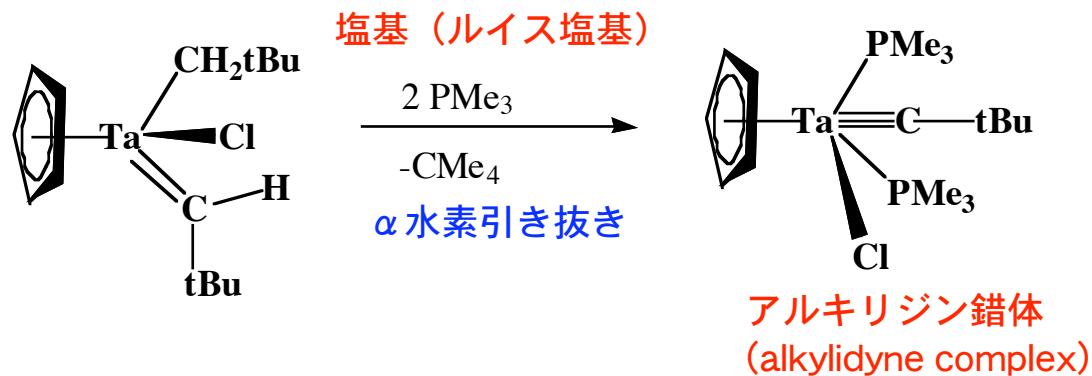 塩基（ルイス塩基）
CH2tBu
Ta
Cl
C
H
tBu
2 PMe3
-CMe4
α水素引き抜き
PMe3
Ta
C
tBu
PMe3
Cl
アルキリジン錯体
(alkylidyne complex)